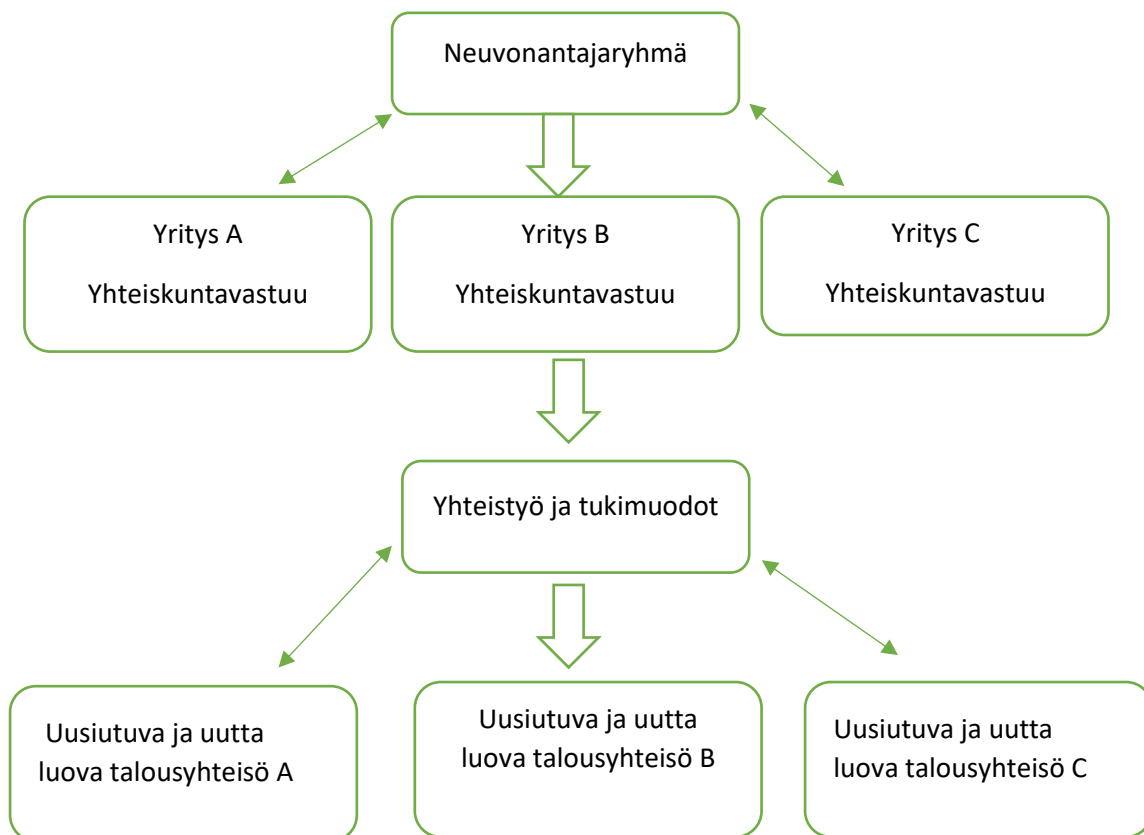 Neuvonantajaryhmä
Yritys A
Yhteiskuntavastuu
Yritys B
Yhteiskuntavastuu
Yritys C
Yhteiskuntavastuu
Yhteistyö ja tukimuodot
Uusiutuva ja uutta
luova talousyhteisö A
Uusiutuva ja uutta
luova talousyhteisö B
Uusiutuva ja uutta
luova talousyhteisö C